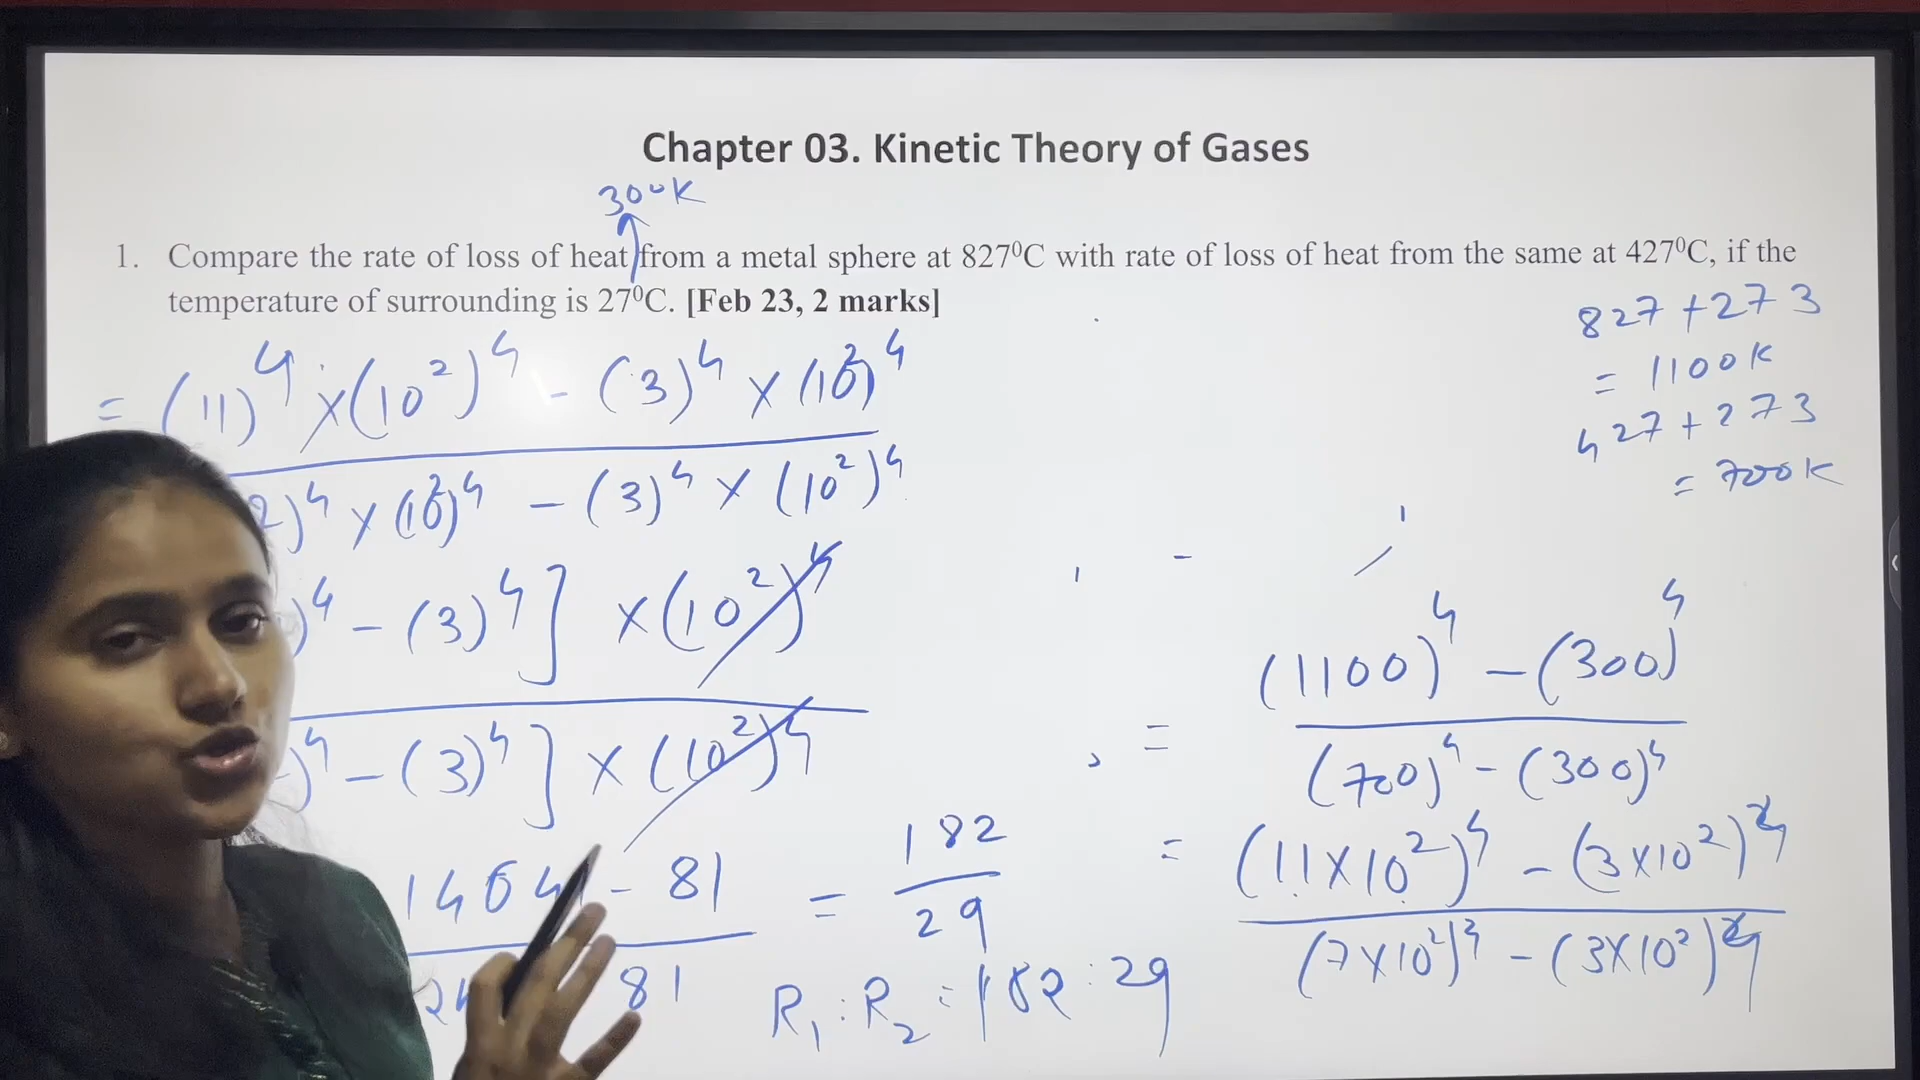 Chapter 03. Kinetic Theory of Gases
300K
1. Compare the rate of loss of heat from a metal sphere at 827⁰C with rate of loss of heat from the same at 427⁰C, if the
temperature of surrounding is 27⁰C. [Feb 23, 2 marks]
827 + 273
= 1100K
427 + 273
= 700K
= (11)⁴ × (10²)⁴ - (3)⁴ × (10²)⁴
)⁴ × (10²)⁴ - (3)⁴ × (10²)⁴
)⁴ - (3)⁴] × (10²)⁴
)⁴ - (3)⁴] × (10²)⁴
- 81
81
= 182
29
R₁ : R₂ = 182 : 29
= (1100)⁴ - (300)⁴
(700)⁴ - (300)⁴
= (11×10²)⁴ - (3×10²)⁴
(7×10²)⁴ - (3×10²)⁴